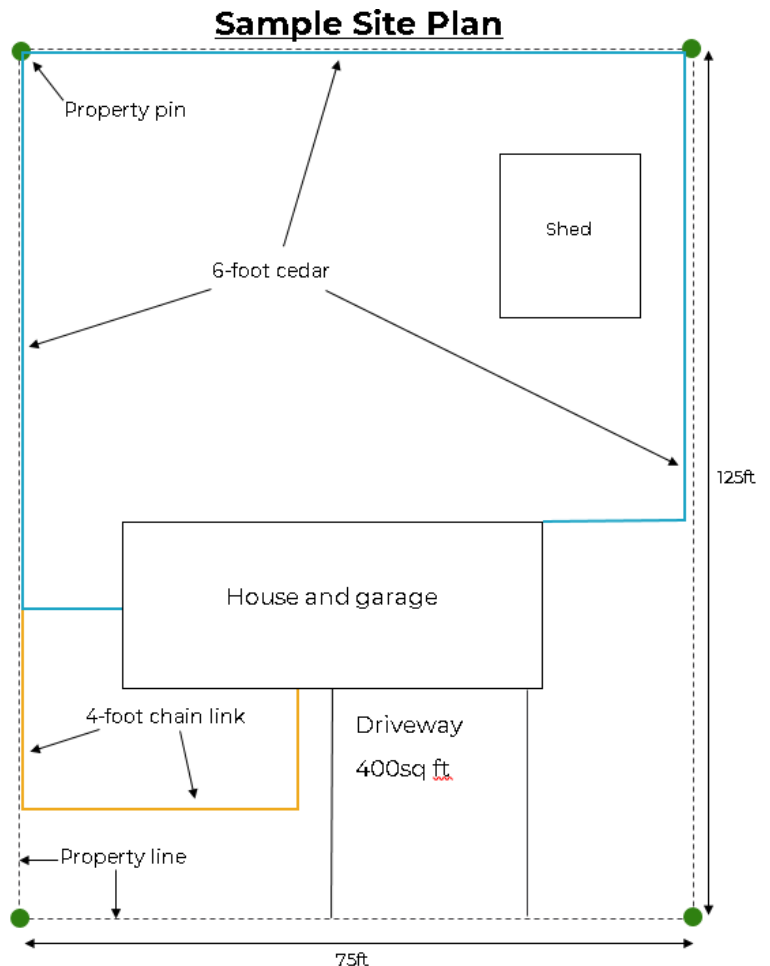 Sample Site Plan
Property pin
Shed
6-foot cedar
125ft
House and garage
4-foot chain link
Driveway
400sq ft
Property line
75ft